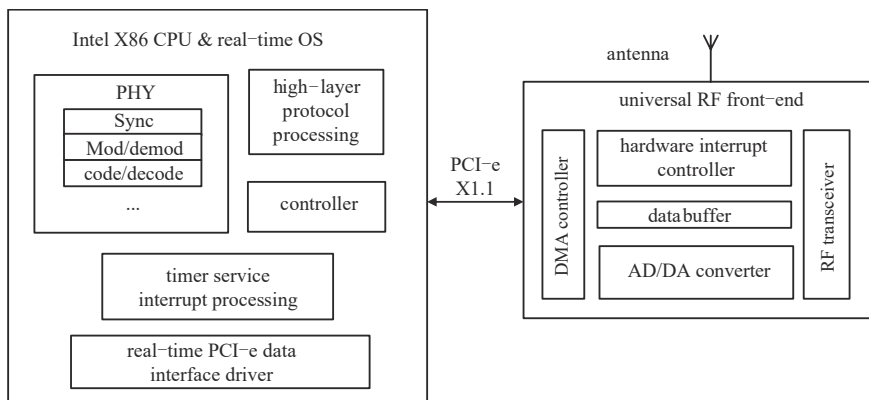 Intel X86 CPU & real-time OS
PHY
Sync
Mod/demod
code/decode
...
high-layer
protocol
processing
controller
timer service
interrupt processing
real-time PCI-e data
interface driver
PCI-e
X1.1
antenna
universal RF front-end
DMA controller
hardware interrupt
controller
databuffer
AD/DA converter
RF transceiver